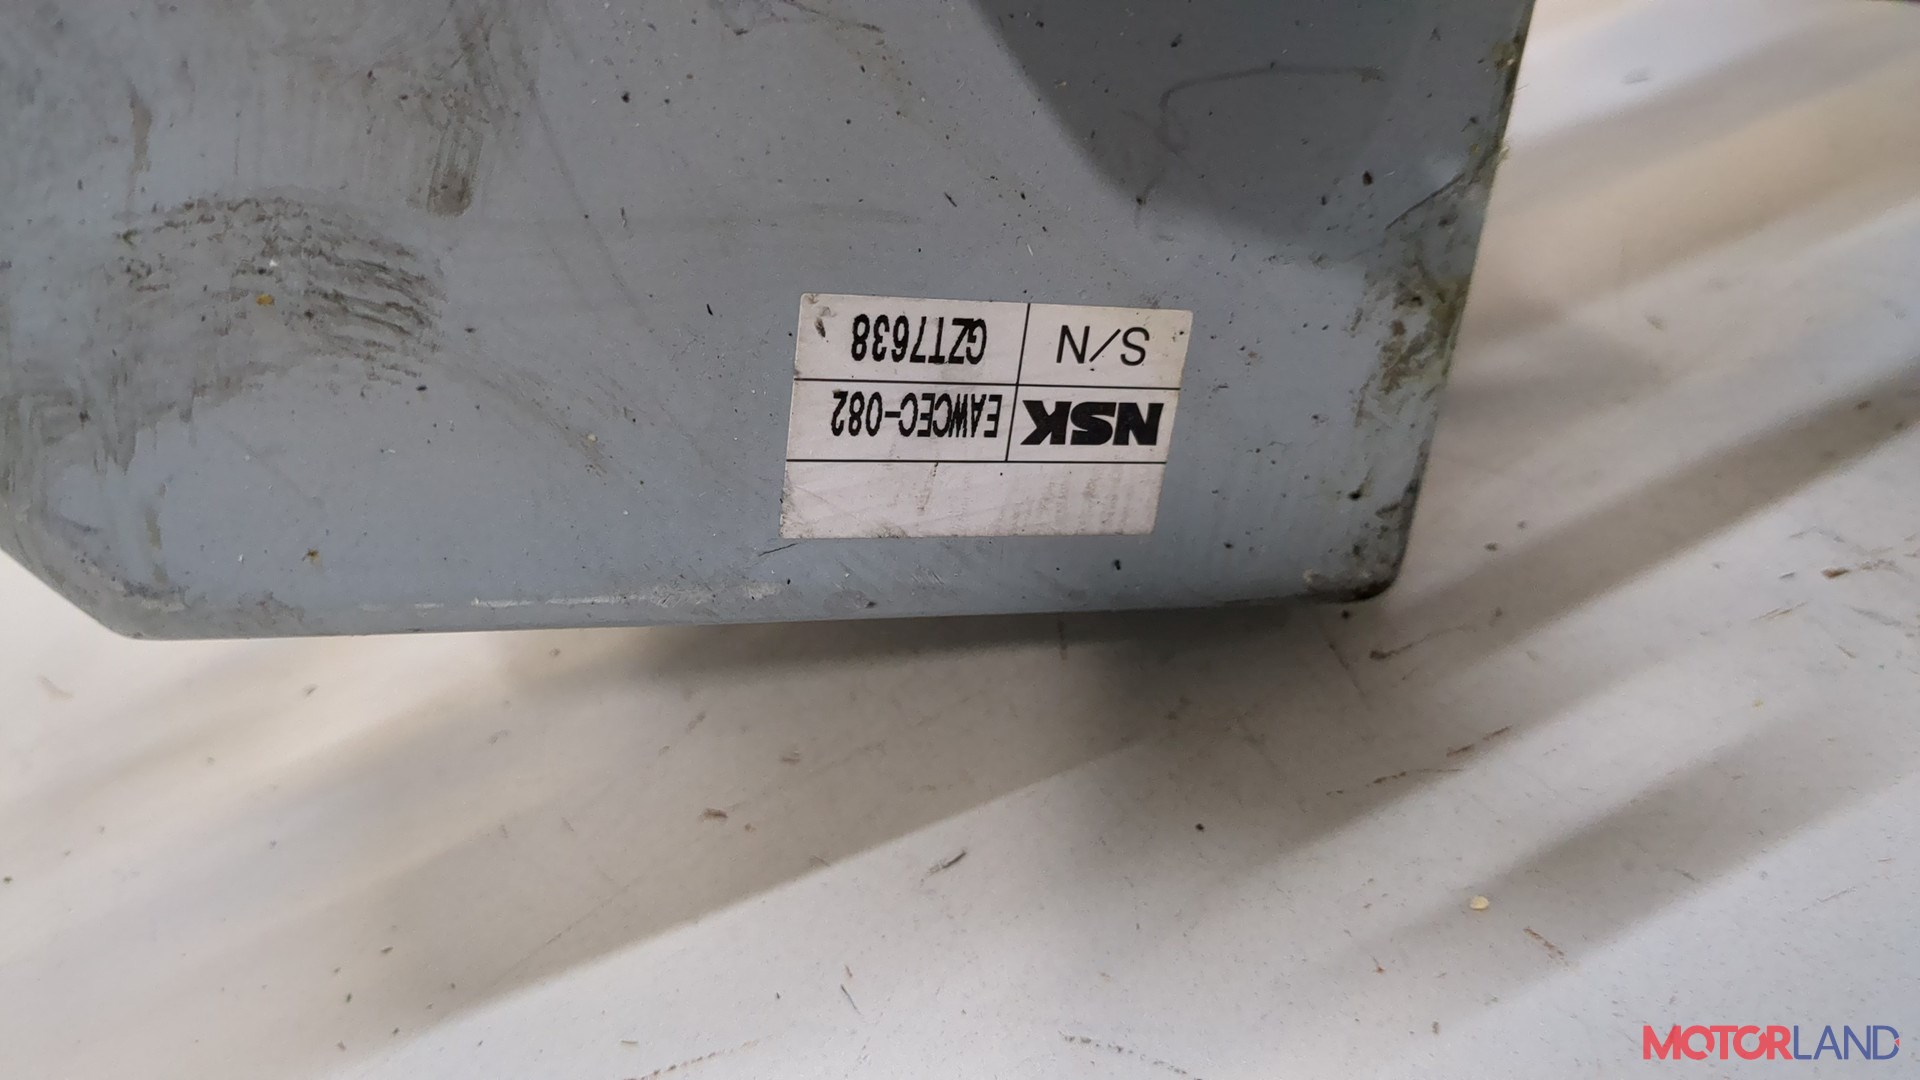 NSK EAWCEC-082
S/N GZT7638
MOTORLAND